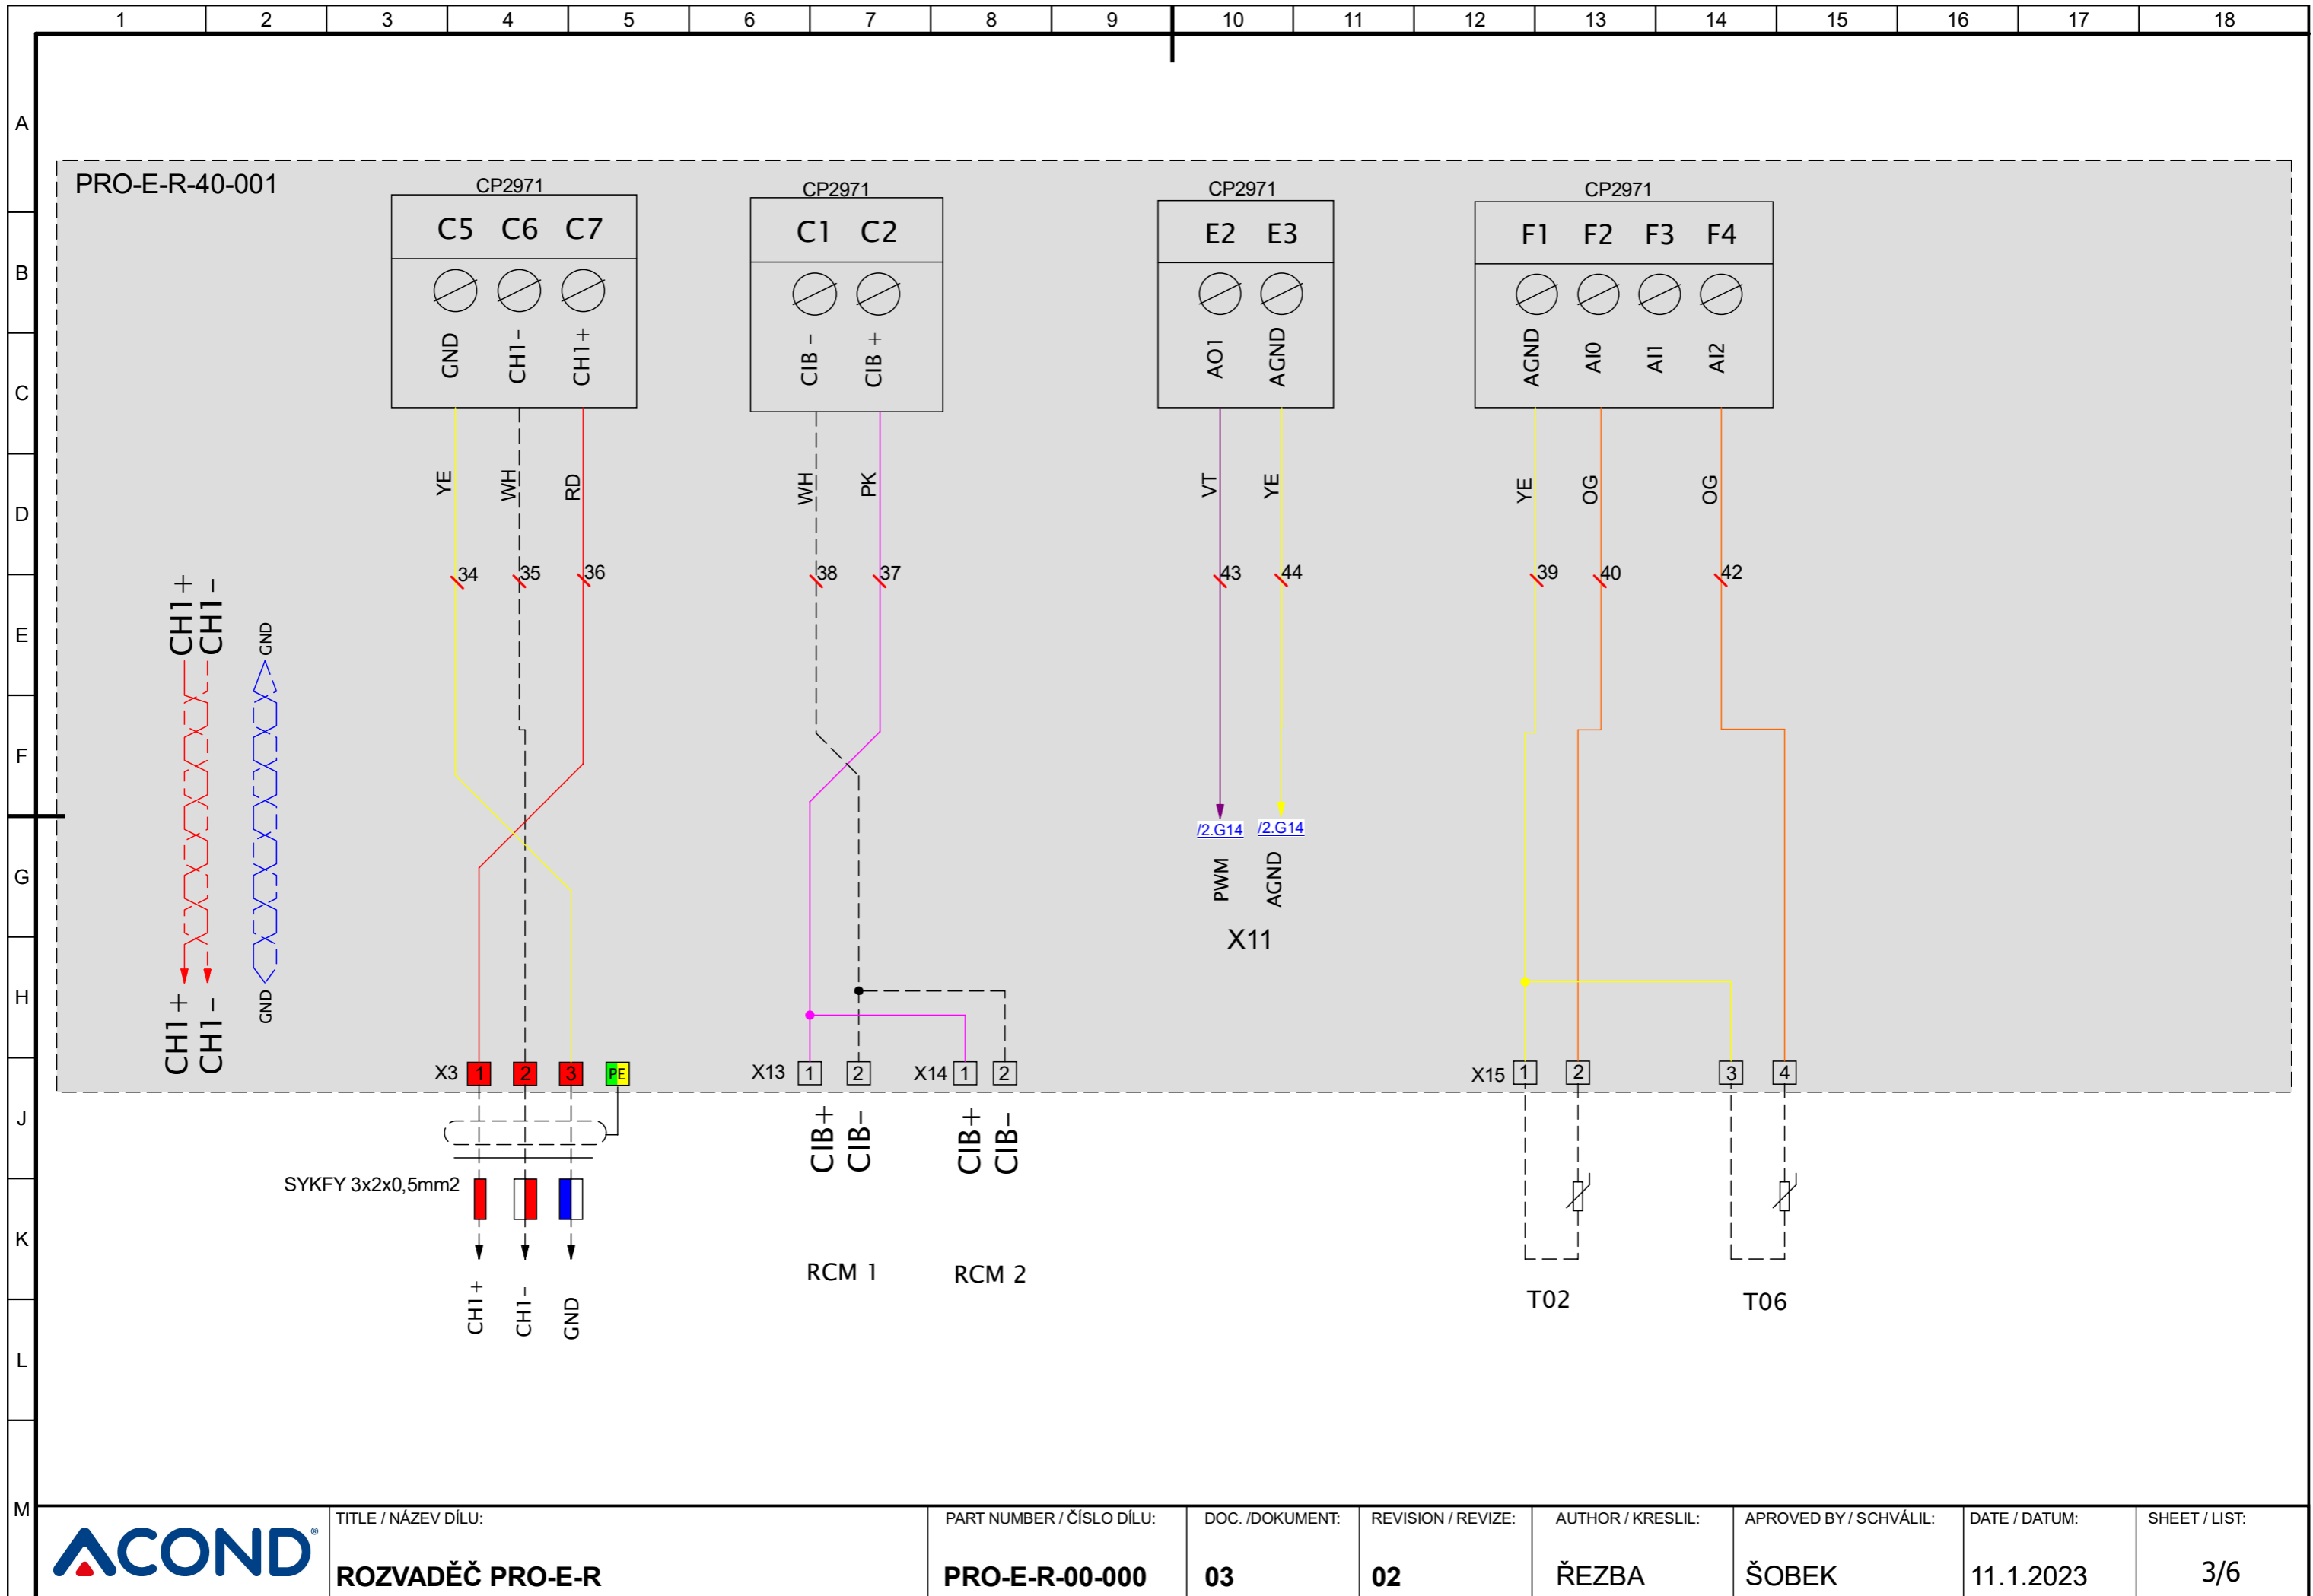 1 2 3 4 5 6 7 8 9 10 11 12 13 14 15 16 17 18
A
B
C
D
E
F
G
H
J
K
L
M
PRO-E-R-40-001
CP2971
C5 C6 C7
GND CH1- CH1+
YE WH RD
34 35 36
CP2971
C1 C2
CIB - CIB +
WH PK
38 37
CP2971
E2 E3
AO1 AGND
VT YE
43 44
/2.G14 /2.G14
PWM AGND
X11
CP2971
F1 F2 F3 F4
AGND AI0 AI1 AI2
YE OG OG
39 40 42
CH1+ CH1- GND
CH1+ CH1- GND
X3 1 2 3 PE
X13 1 2
X14 1 2
X15 1 2 3 4
SYKFY 3x2x0,5mm2
CH1+ CH1- GND
CIB+ CIB-
CIB+ CIB-
RCM 1
RCM 2
T02
T06
ACOND®
TITLE / NÁZEV DÍLU:
ROZVADĚČ PRO-E-R
PART NUMBER / ČÍSLO DÍLU:
PRO-E-R-00-000
DOC. /DOKUMENT:
03
REVISION / REVIZE:
02
AUTHOR / KRESLIL:
ŘEZBA
APROVED BY / SCHVÁLIL:
ŠOBEK
DATE / DATUM:
11.1.2023
SHEET / LIST:
3/6